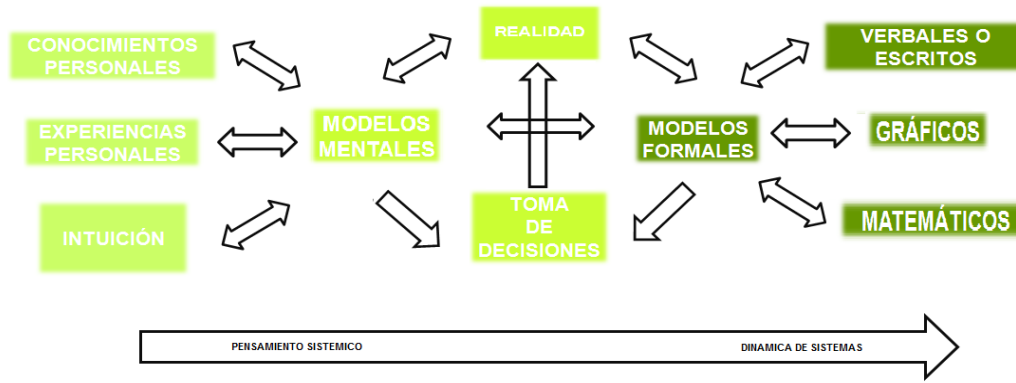 CONOCIMIENTOS
PERSONALES
EXPERIENCIAS
PERSONALES
INTUICIÓN
MODELOS
MENTALES
REALIDAD
TOMA
DE
DECISIONES
MODELOS
FORMALES
VERBALES O
ESCRITOS
GRÁFICOS
MATEMÁTICOS
PENSAMIENTO SISTEMICO
DINAMICA DE SISTEMAS